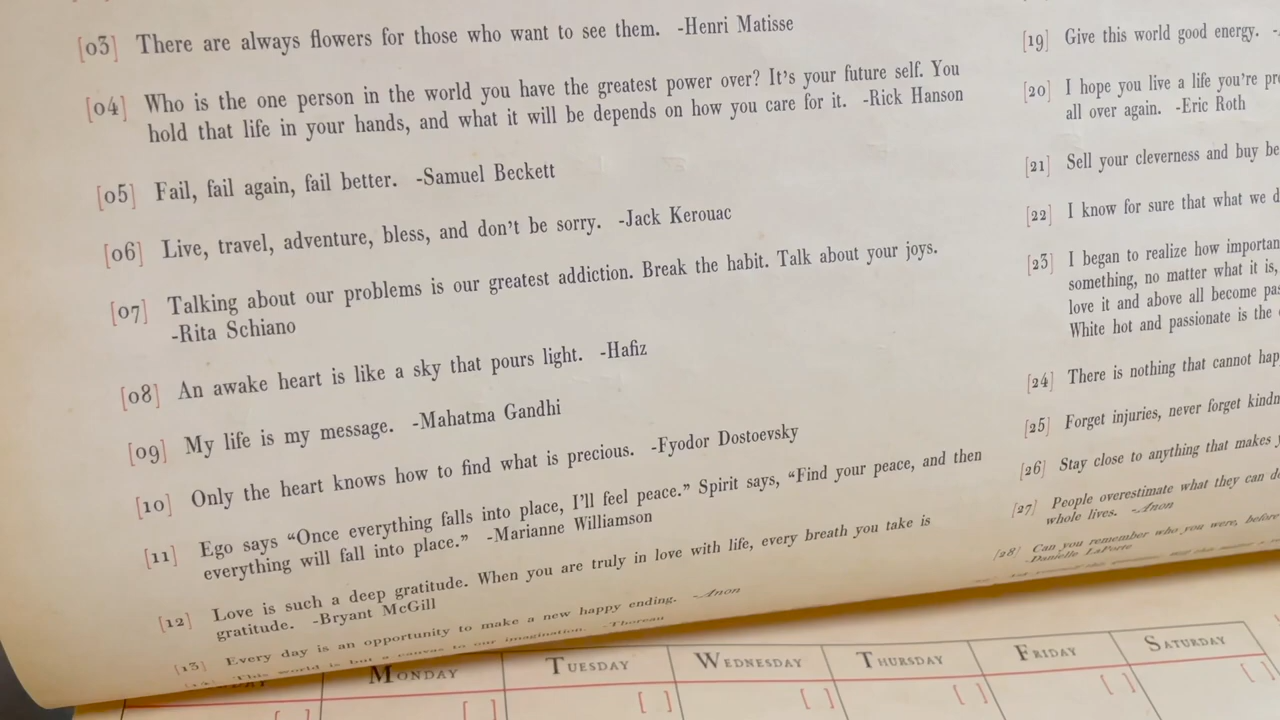 [03] There are always flowers for those who want to see them. -Henri Matisse
[04] Who is the one person in the world you have the greatest power over? It's your future self. You
hold that life in your hands, and what it will be depends on how you care for it. -Rick Hanson
[05] Fail, fail again, fail better. -Samuel Beckett
[06] Live, travel, adventure, bless, and don't be sorry. -Jack Kerouac
[07] Talking about our problems is our greatest addiction. Break the habit. Talk about your joys.
-Rita Schiano
[08] An awake heart is like a sky that pours light. -Hafiz
[09] My life is my message. -Mahatma Gandhi
[10] Only the heart knows how to find what is precious. -Fyodor Dostoevsky
[11] Ego says “Once everything falls into place, I'll feel peace.” Spirit says, “Find your peace, and then
everything will fall into place.” -Marianne Williamson
[12] Love is such a deep gratitude. When you are truly in love with life, every breath you take is
gratitude. -Bryant McGill
[13] Every day is an opportunity to make a new happy ending. -Anon
This world is but a canvas to our imagination. -Thoreau
[19] Give this world good energy.
[20] I hope you live a life you're
all over again. -Eric Roth
[21] Sell your cleverness and buy
[22] I know for sure that what we
[23] I began to realize how
something, no matter what it is,
love it and above all become
White hot and passionate is the
[24] There is nothing that cannot
[25] Forget injuries, never forget
[26] Stay close to anything that makes
[27] People overestimate what they can
whole lives. -Anon
[28] Can you remember who you were, before
-Danielle LaPorte
MONDAY TUESDAY WEDNESDAY THURSDAY FRIDAY SATURDAY
[ ] [ ] [ ] [ ] [ ] [ ]